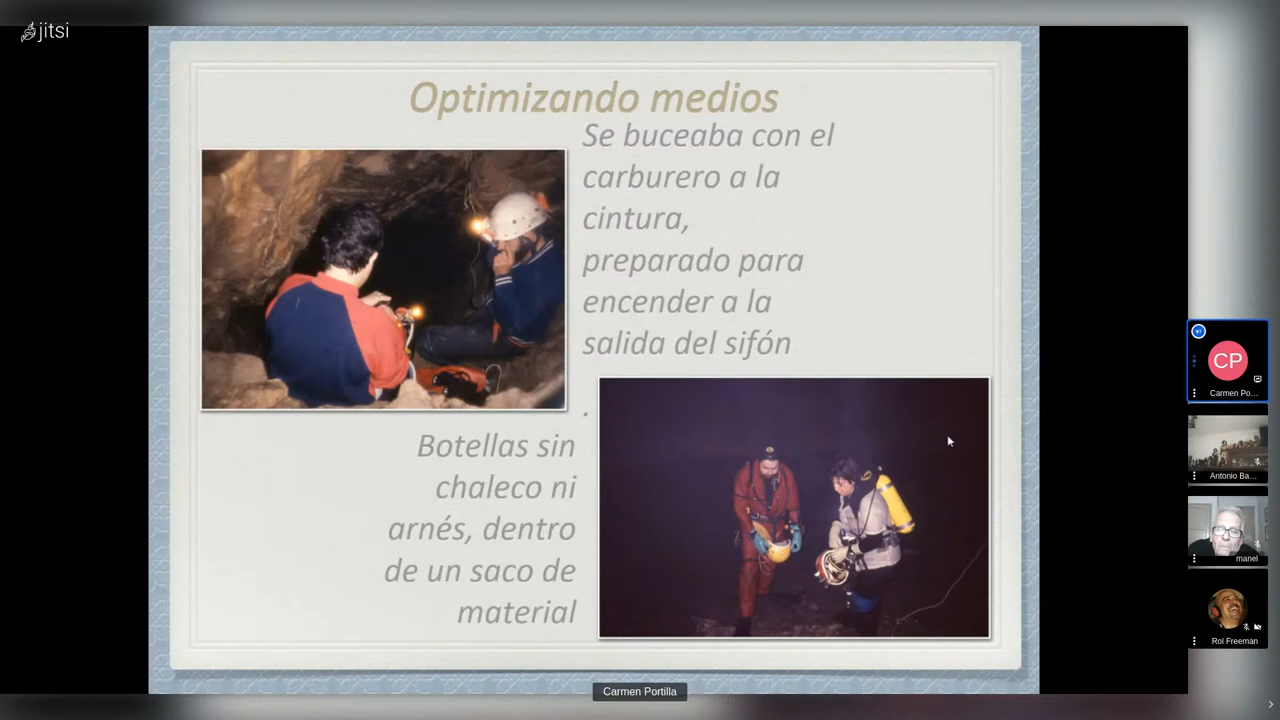 jitsi
Optimizando medios
Se buceaba con el
carburero a la
cintura,
preparado para
encender a la
salida del sifón
.
Botellas sin
chaleco ni
arnés, dentro
de un saco de
material
CP
Carmen Po...
Antonio Ba...
manel
Rol Freeman
Carmen Portilla